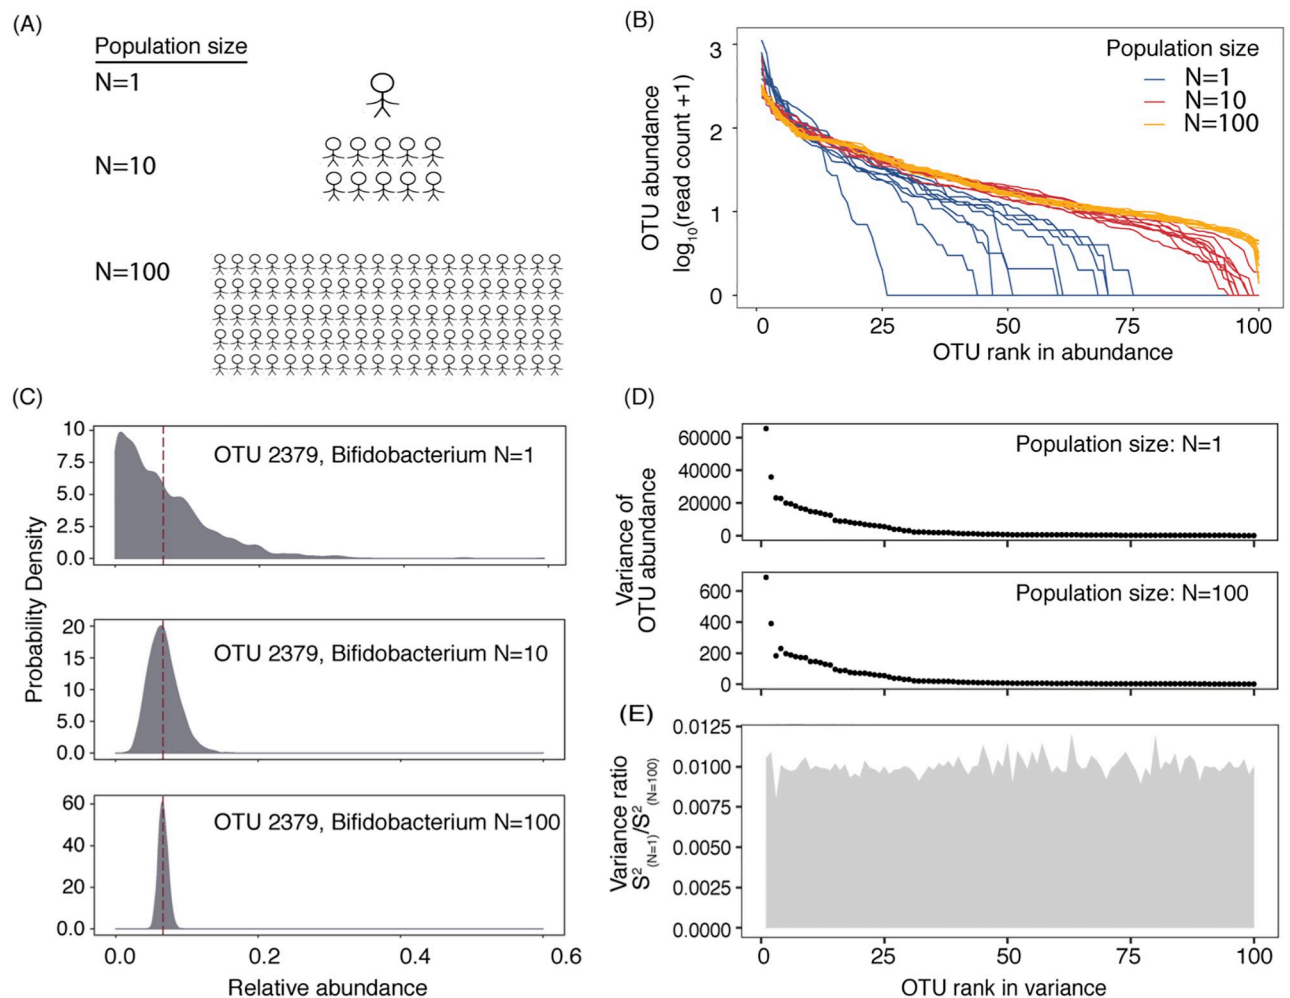 (A)
Population size
N=1
N=10
N=100
(B)
OTU abundance
log10(read count +1)
3
2
1
0
Population size
N=1
N=10
N=100
0 25 50 75 100
OTU rank in abundance
(C)
Probability Density
10
7.5
5.0
2.5
0.0
OTU 2379, Bifidobacterium N=1
20
15
10
5.0
0.0
OTU 2379, Bifidobacterium N=10
60
40
20
0.0
OTU 2379, Bifidobacterium N=100
0.0 0.2 0.4 0.6
Relative abundance
(D)
Variance of
OTU abundance
60000
40000
20000
0
Population size: N=1
600
400
200
0
Population size: N=100
(E)
Variance ratio
S²(N=1)/S²(N=100)
0.0125
0.0100
0.0075
0.0050
0.0025
0.0000
0 25 50 75 100
OTU rank in variance